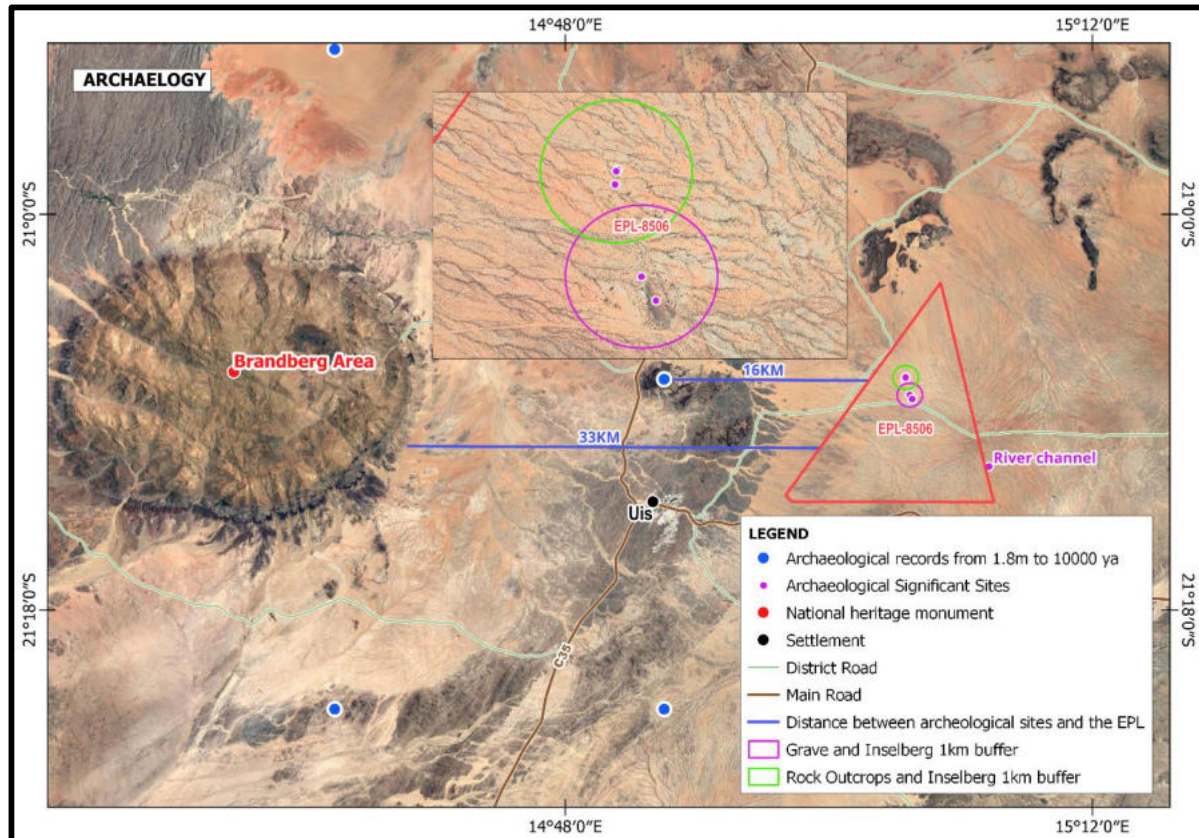 14°48'0"E
15°12'0"E
ARCHAELOGY
21°0'0"S
21°0'0"S
EPL-8506
Brandberg Area
16KM
EPL-8506
33KM
River channel
Uis
LEGEND
Archaeological records from 1.8m to 10000 ya
Archaeological Significant Sites
National heritage monument
Settlement
District Road
Main Road
Distance between archeological sites and the EPL
Grave and Inselberg 1km buffer
Rock Outcrops and Inselberg 1km buffer
21°18'0"S
21°18'0"S
C35
14°48'0"E
15°12'0"E